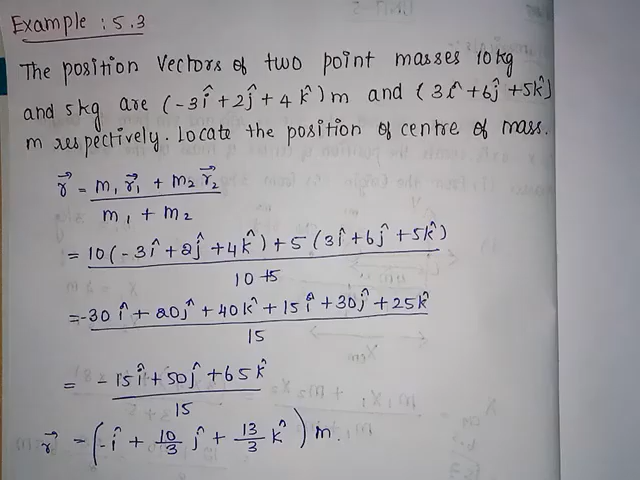 Example : 5.3
The position Vectors of two point masses 10kg
and 5kg are (-3î + 2ĵ + 4k̂)m and (3î + 6ĵ + 5k̂)
m respectively. Locate the position of centre of mass.
r⃗ = m₁r⃗₁ + m₂r⃗₂ / m₁ + m₂
= 10(-3î + 2ĵ + 4k̂) + 5(3î + 6ĵ + 5k̂) / 10+5
= -30î + 20ĵ + 40k̂ + 15î + 30ĵ + 25k̂ / 15
= -15î + 50ĵ + 65k̂ / 15
r⃗ = (-î + 10/3 ĵ + 13/3 k̂) m.